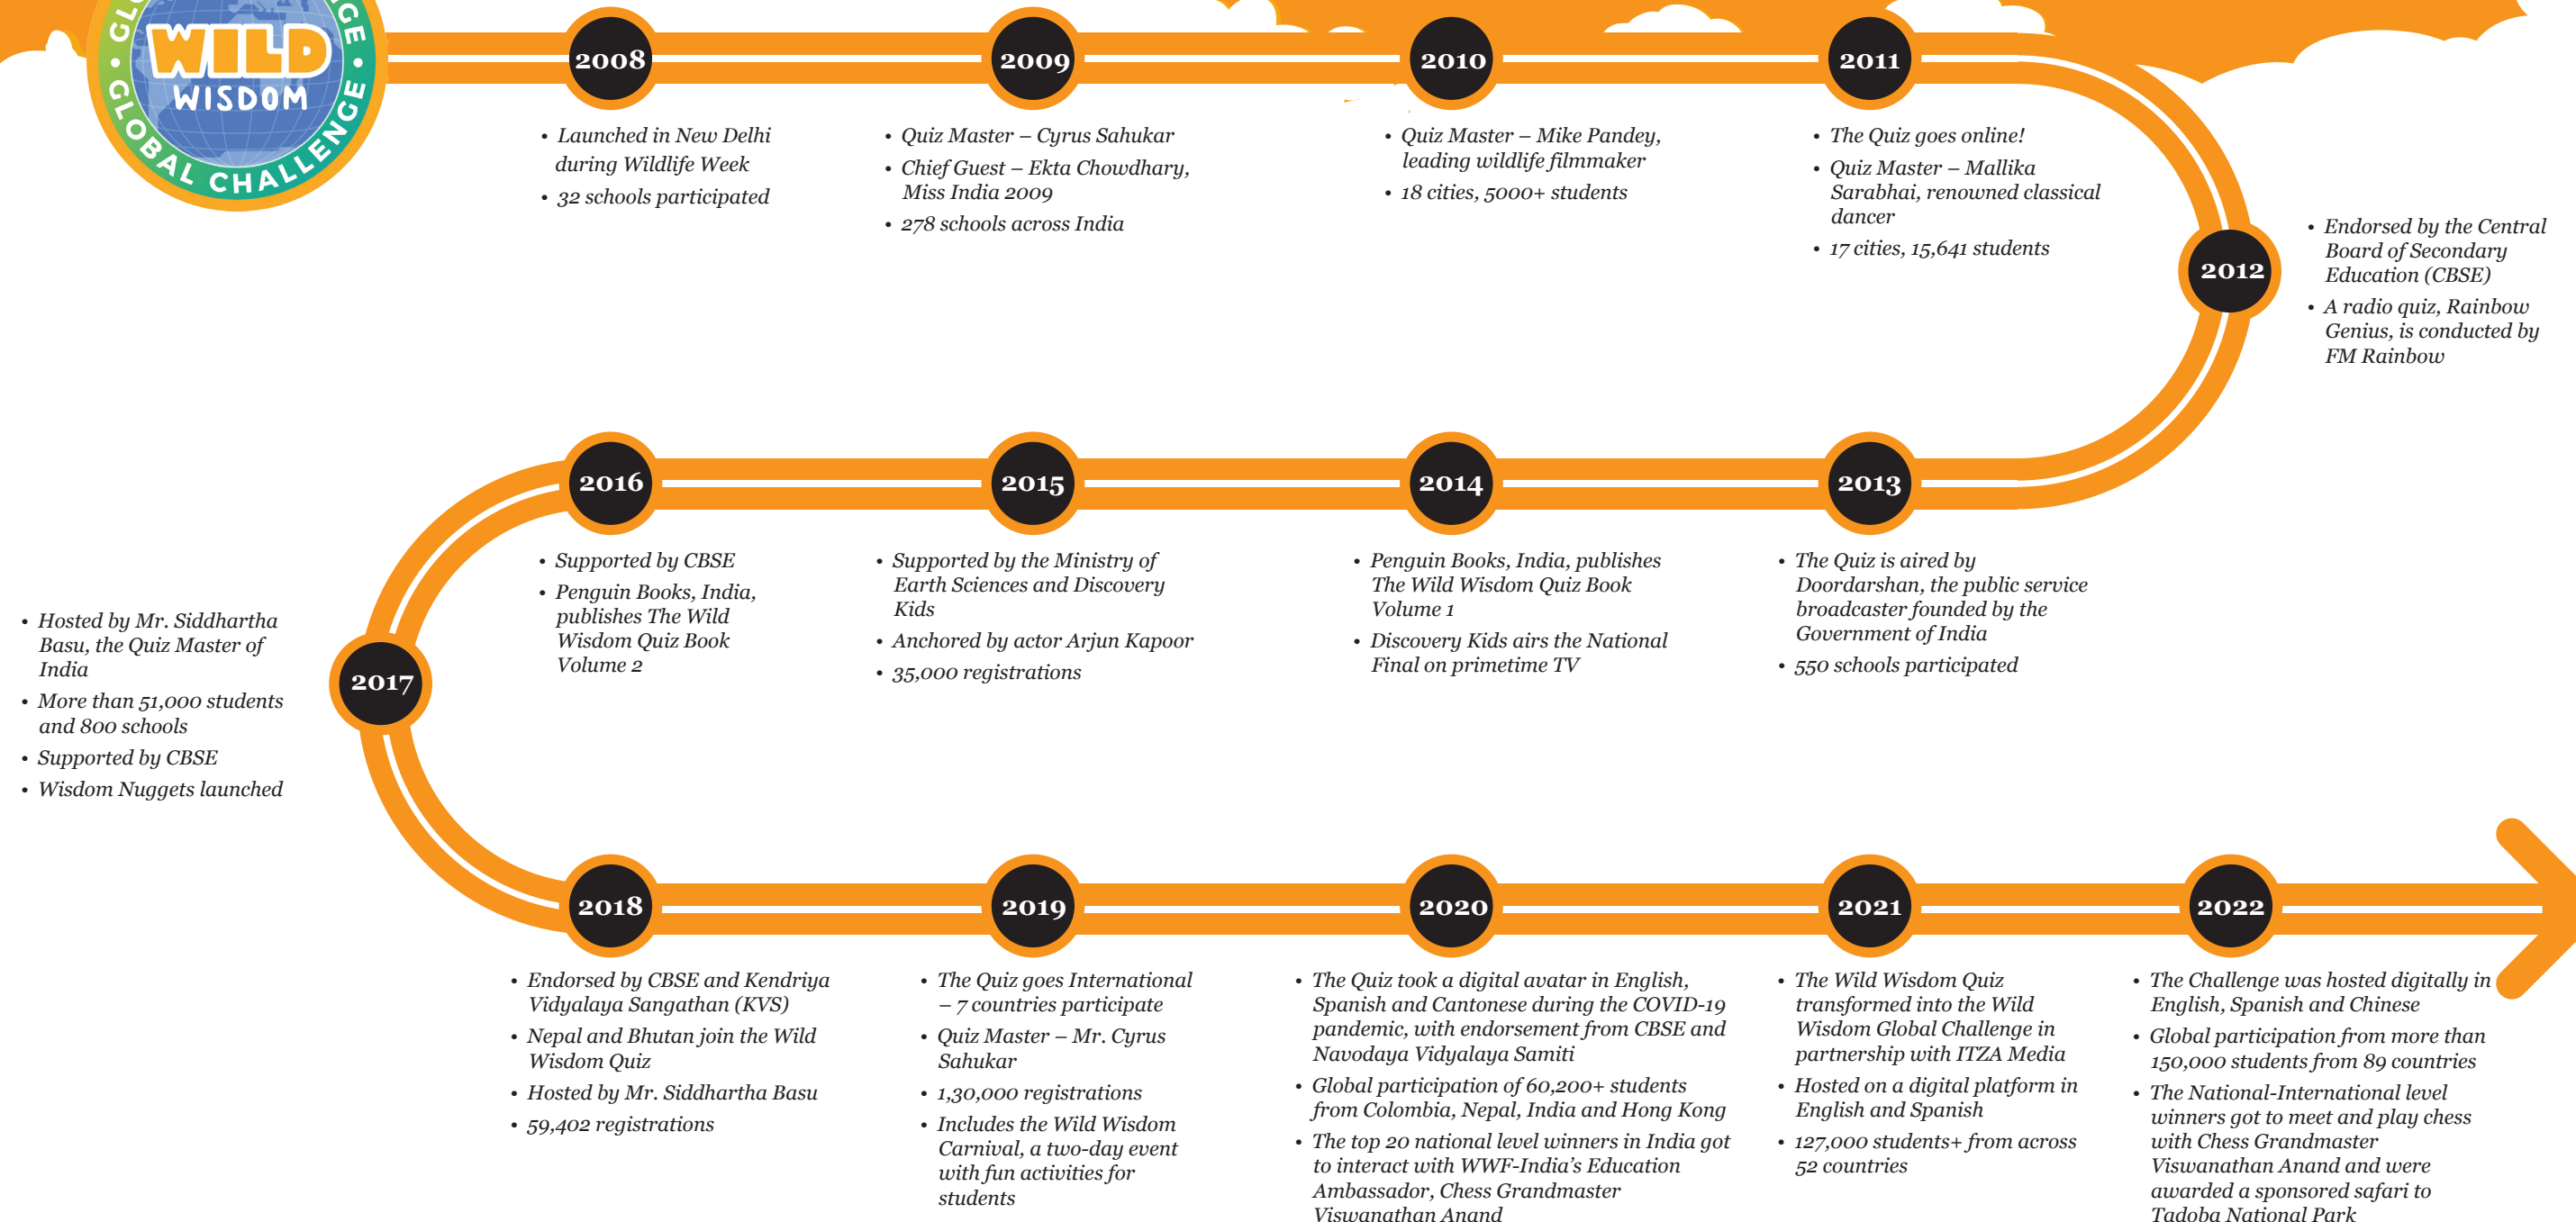 GLO
GE
WILD
WISDOM
• GLOBAL CHALLENGE •
2008
• Launched in New Delhi
during Wildlife Week
• 32 schools participated
2009
• Quiz Master – Cyrus Sahukar
• Chief Guest – Ekta Chowdhary,
Miss India 2009
• 278 schools across India
2010
• Quiz Master – Mike Pandey,
leading wildlife filmmaker
• 18 cities, 5000+ students
2011
• The Quiz goes online!
• Quiz Master – Mallika
Sarabhai, renowned classical
dancer
• 17 cities, 15,641 students
2012
• Endorsed by the Central
Board of Secondary
Education (CBSE)
• A radio quiz, Rainbow
Genius, is conducted by
FM Rainbow
2013
• The Quiz is aired by
Doordarshan, the public service
broadcaster founded by the
Government of India
• 550 schools participated
2014
• Penguin Books, India, publishes
The Wild Wisdom Quiz Book
Volume 1
• Discovery Kids airs the National
Final on primetime TV
2015
• Supported by the Ministry of
Earth Sciences and Discovery
Kids
• Anchored by actor Arjun Kapoor
• 35,000 registrations
2016
• Supported by CBSE
• Penguin Books, India,
publishes The Wild
Wisdom Quiz Book
Volume 2
2017
• Hosted by Mr. Siddhartha
Basu, the Quiz Master of
India
• More than 51,000 students
and 800 schools
• Supported by CBSE
• Wisdom Nuggets launched
2018
• Endorsed by CBSE and Kendriya
Vidyalaya Sangathan (KVS)
• Nepal and Bhutan join the Wild
Wisdom Quiz
• Hosted by Mr. Siddhartha Basu
• 59,402 registrations
2019
• The Quiz goes International
– 7 countries participate
• Quiz Master – Mr. Cyrus
Sahukar
• 1,30,000 registrations
• Includes the Wild Wisdom
Carnival, a two-day event
with fun activities for
students
2020
• The Quiz took a digital avatar in English,
Spanish and Cantonese during the COVID-19
pandemic, with endorsement from CBSE and
Navodaya Vidyalaya Samiti
• Global participation of 60,200+ students
from Colombia, Nepal, India and Hong Kong
• The top 20 national level winners in India got
to interact with WWF-India's Education
Ambassador, Chess Grandmaster
Viswanathan Anand
2021
• The Wild Wisdom Quiz
transformed into the Wild
Wisdom Global Challenge in
partnership with ITZA Media
• Hosted on a digital platform in
English and Spanish
• 127,000 students+ from across
52 countries
2022
• The Challenge was hosted digitally in
English, Spanish and Chinese
• Global participation from more than
150,000 students from 89 countries
• The National-International level
winners got to meet and play chess
with Chess Grandmaster
Viswanathan Anand and were
awarded a sponsored safari to
Tadoba National Park